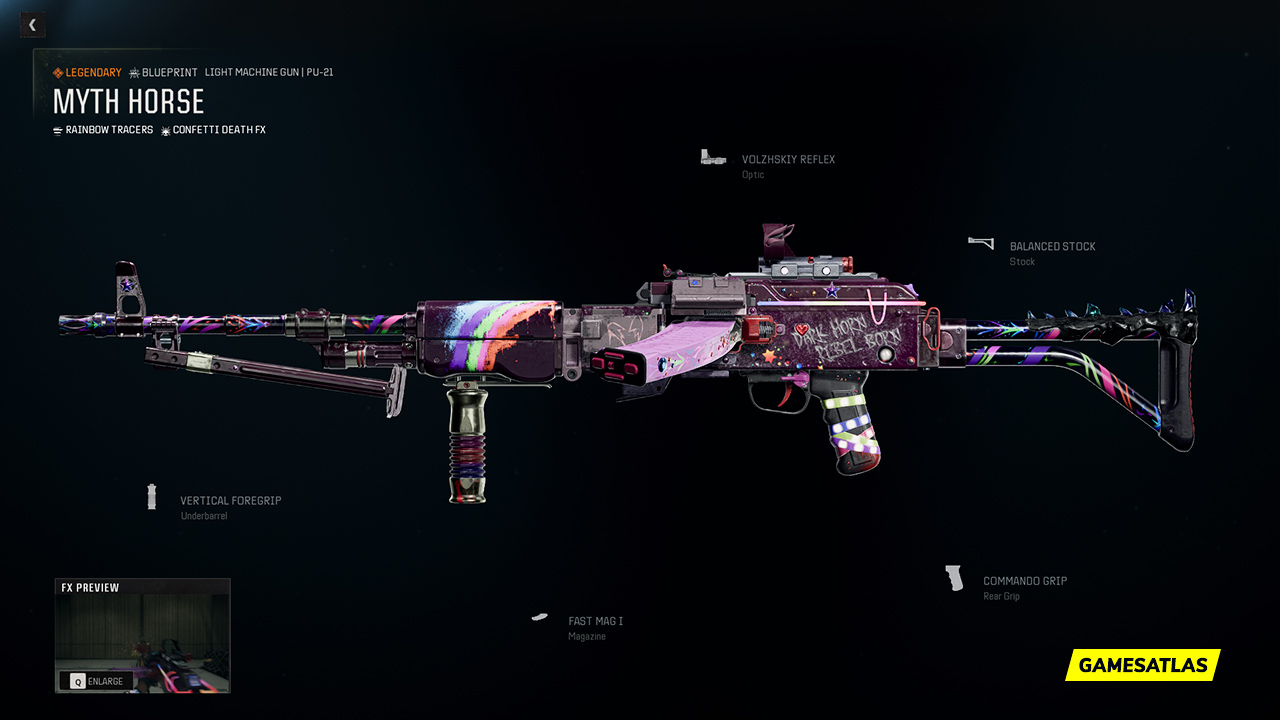 LEGENDARY BLUEPRINT LIGHT MACHINE GUN | PU-21
MYTH HORSE
RAINBOW TRACERS CONFETTI DEATH FX
VOLZHSKIY REFLEX
Optic
BALANCED STOCK
Stock
DARK HORN
REBEL BORN
VERTICAL FOREGRIP
Underbarrel
COMMANDO GRIP
Rear Grip
FX PREVIEW
Q ENLARGE
FAST MAG I
Magazine
GAMESATLAS